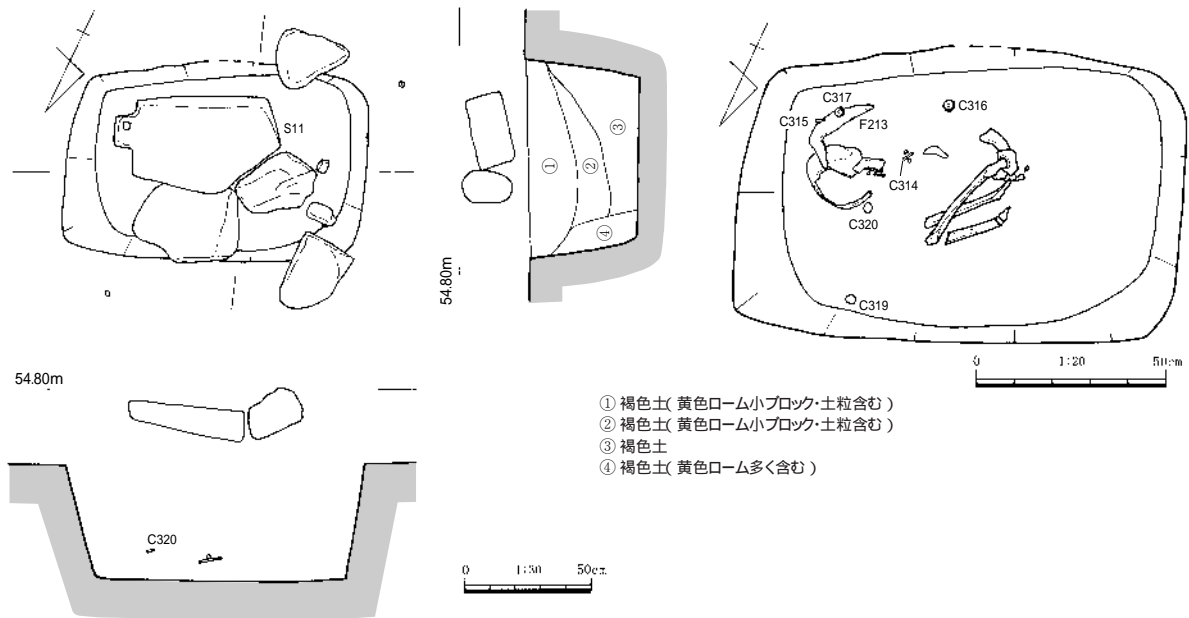 S11
①
②
③
④
54.80m
C317
C315
F213
C316
C314
C320
C319
0 1:20 50cm
54.80m
C320
0 1:30 50cm
① 褐色土(黄色ローム小ブロック・土粒含む)
② 褐色土(黄色ローム小ブロック・土粒含む)
③ 褐色土
④ 褐色土(黄色ローム多く含む)